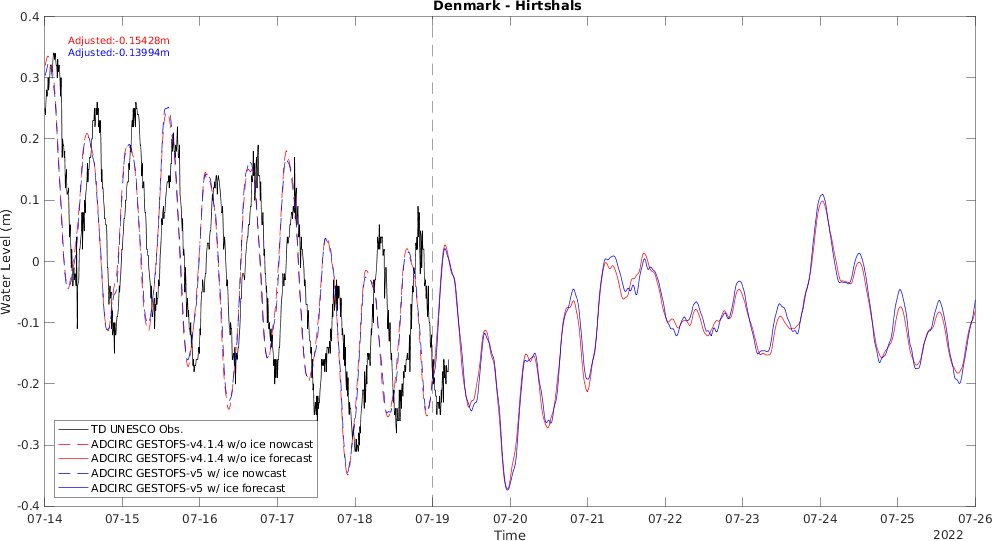 Denmark - Hirtshals
Adjusted:-0.15428m
Adjusted:-0.13994m
0.4
0.3
0.2
0.1
0
-0.1
-0.2
-0.3
-0.4
Water Level (m)
TD UNESCO Obs.
ADCIRC GESTOFS-v4.1.4 w/o ice nowcast
ADCIRC GESTOFS-v4.1.4 w/o ice forecast
ADCIRC GESTOFS-v5 w/ ice nowcast
ADCIRC GESTOFS-v5 w/ ice forecast
07-14 07-15 07-16 07-17 07-18 07-19 07-20 07-21 07-22 07-23 07-24 07-25 07-26
Time
2022